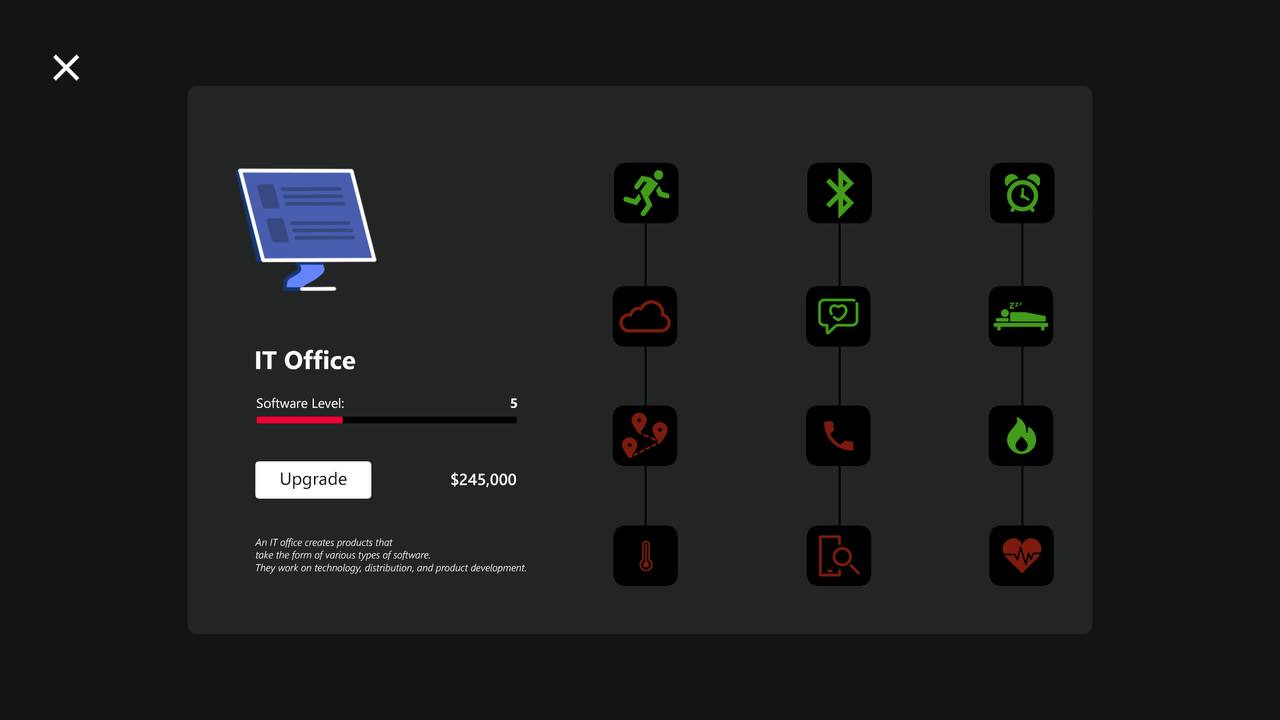 IT Office
Software Level: 5
Upgrade $245,000
An IT office creates products that
take the form of various types of software.
They work on technology, distribution, and product development.
zzz